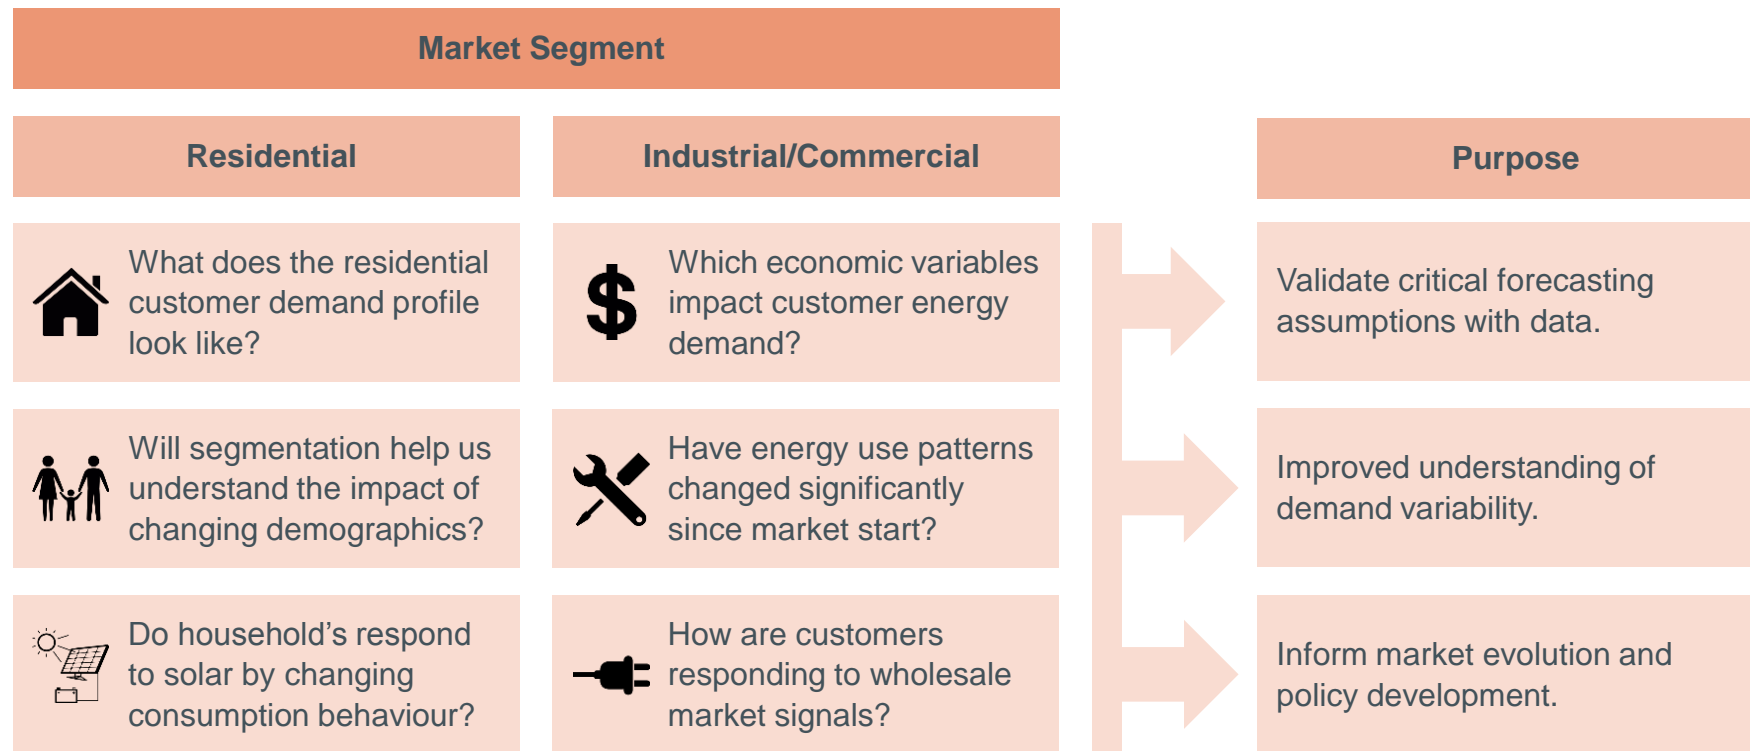 Market Segment
Residential
Industrial/Commercial
Purpose
What does the residential
customer demand profile
look like?
Which economic variables
impact customer energy
demand?
Validate critical forecasting
assumptions with data.
Will segmentation help us
understand the impact of
changing demographics?
Have energy use patterns
changed significantly
since market start?
Improved understanding of
demand variability.
Do household's respond
to solar by changing
consumption behaviour?
How are customers
responding to wholesale
market signals?
Inform market evolution and
policy development.